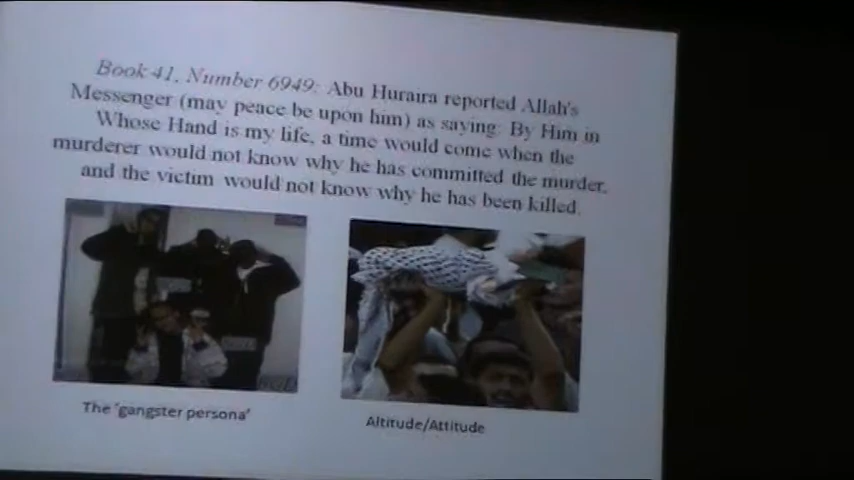 Book 41, Number 6949: Abu Huraira reported Allah's
Messenger (may peace be upon him) as saying: By Him in
Whose Hand is my life, a time would come when the
murderer would not know why he has committed the murder,
and the victim would not know why he has been killed.
The 'gangster persona'
Altitude/Attitude